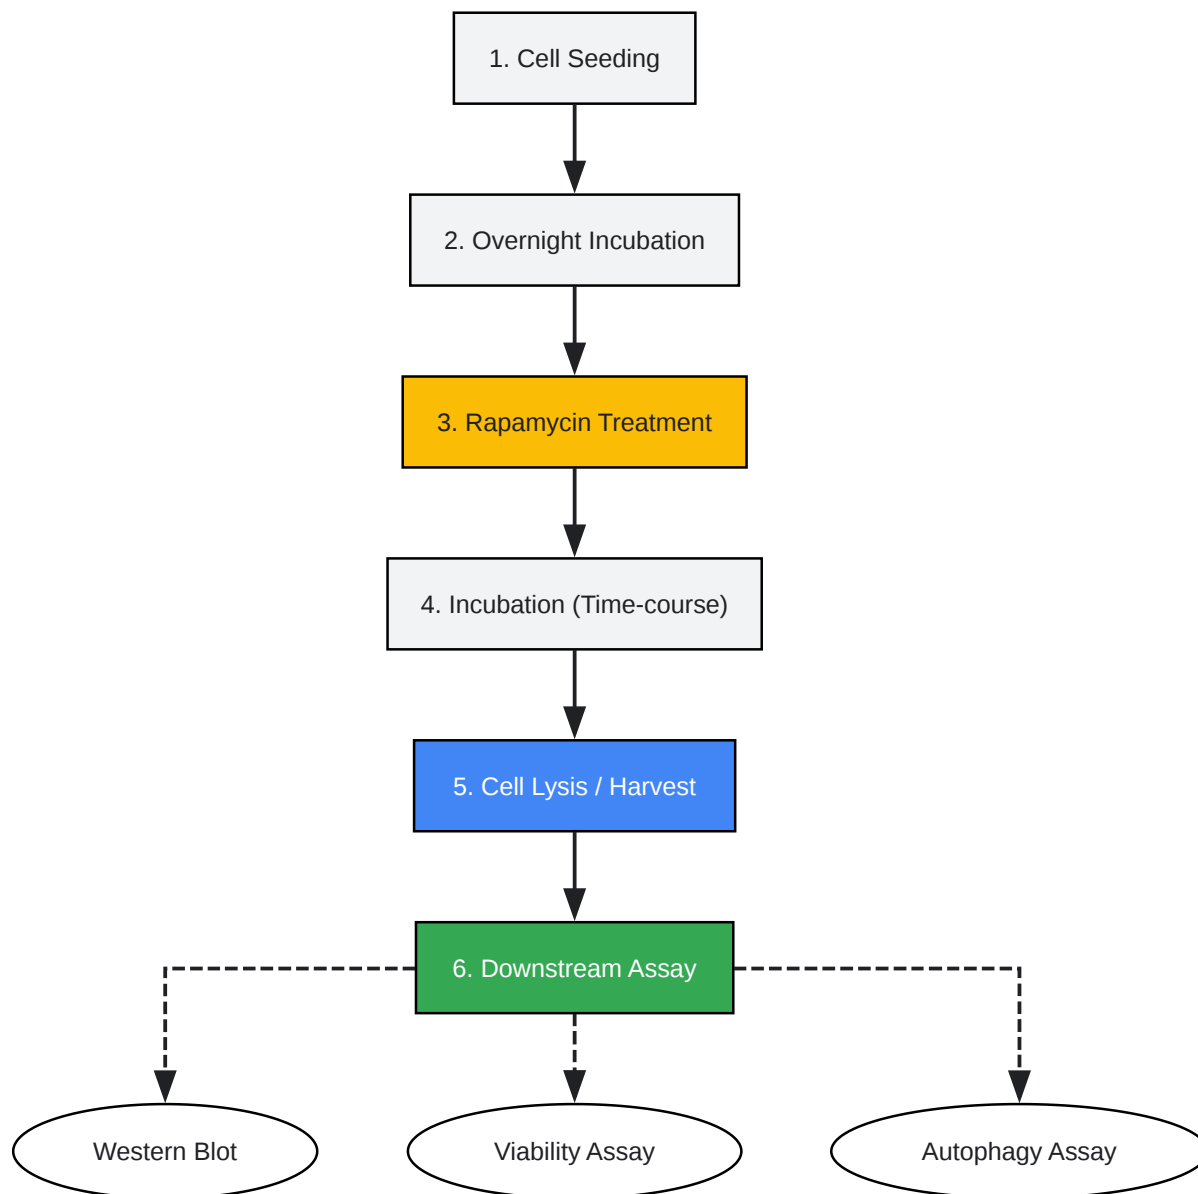 1. Cell Seeding
2. Overnight Incubation
3. Rapamycin Treatment
4. Incubation (Time-course)
5. Cell Lysis / Harvest
6. Downstream Assay
Western Blot
Viability Assay
Autophagy Assay